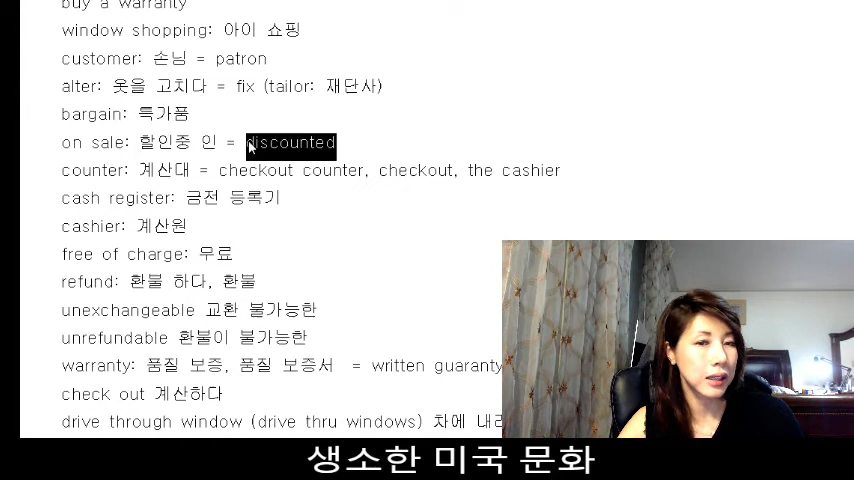 buy a warranty
window shopping: 아이 쇼핑
customer: 손님 = patron
alter: 옷을 고치다 = fix (tailor: 재단사)
bargain: 특가품
on sale: 할인중 인 = discounted
counter: 계산대 = checkout counter, checkout, the cashier
cash register: 금전 등록기
cashier: 계산원
free of charge: 무료
refund: 환불 하다, 환불
unexchangeable 교환 불가능한
unrefundable 환불이 불가능한
warranty: 품질 보증, 품질 보증서 = written guaranty
check out 계산하다
drive through window (drive thru windows) 차에 내
생소한 미국 문화